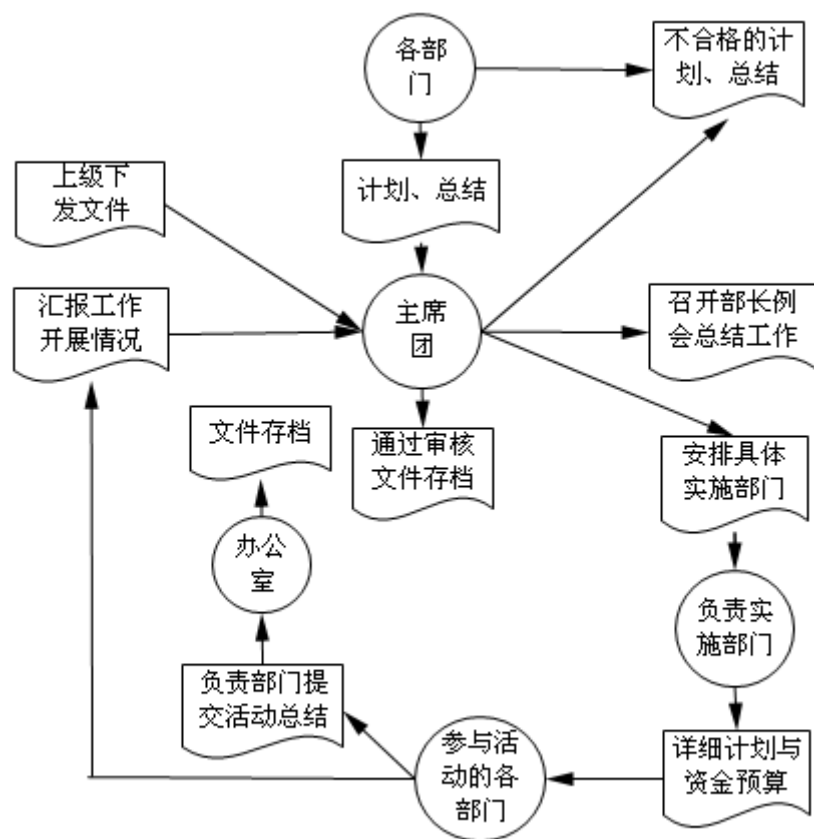 各部
门
不合格的计
划、总结
计划、总结
上级下
发文件
汇报工作
开展情况
主席
团
召开部长例
会总结工作
文件存档
通过审核
文件存档
安排具体
实施部门
办公
室
负责实
施部门
负责部门提
交活动总结
参与活
动的各
部门
详细计划与
资金预算